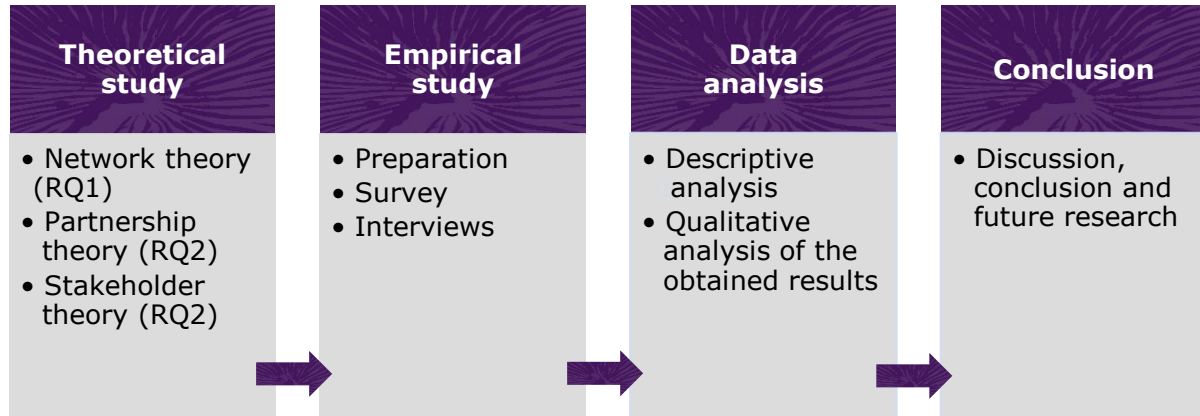 Theoretical
study
• Network theory
(RQ1)
• Partnership
theory (RQ2)
• Stakeholder
theory (RQ2)
Empirical
study
• Preparation
• Survey
• Interviews
Data
analysis
• Descriptive
analysis
• Qualitative
analysis of the
obtained results
Conclusion
• Discussion,
conclusion and
future research